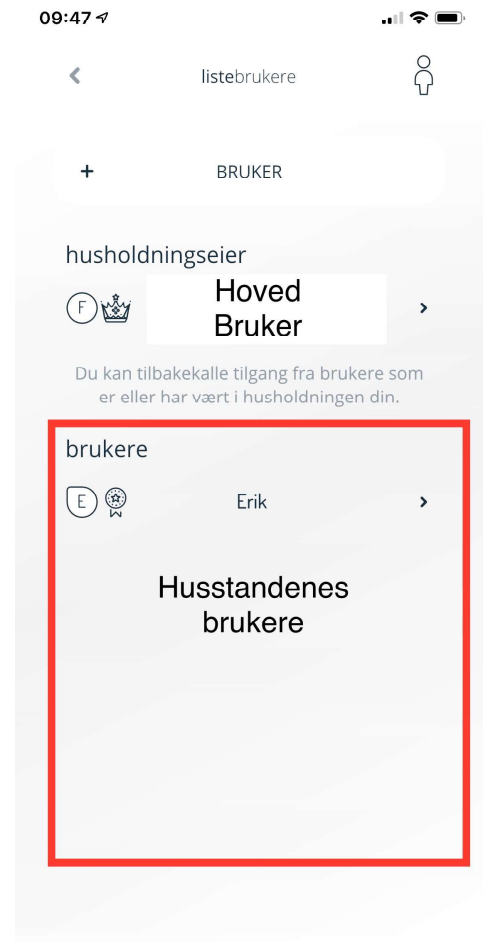 09:47
listebrukere
+ BRUKER
husholdningseier
F Hoved
Bruker
Du kan tilbakekalle tilgang fra brukere som
er eller har vært i husholdningen din.
brukere
E Erik
Husstandenes
brukere